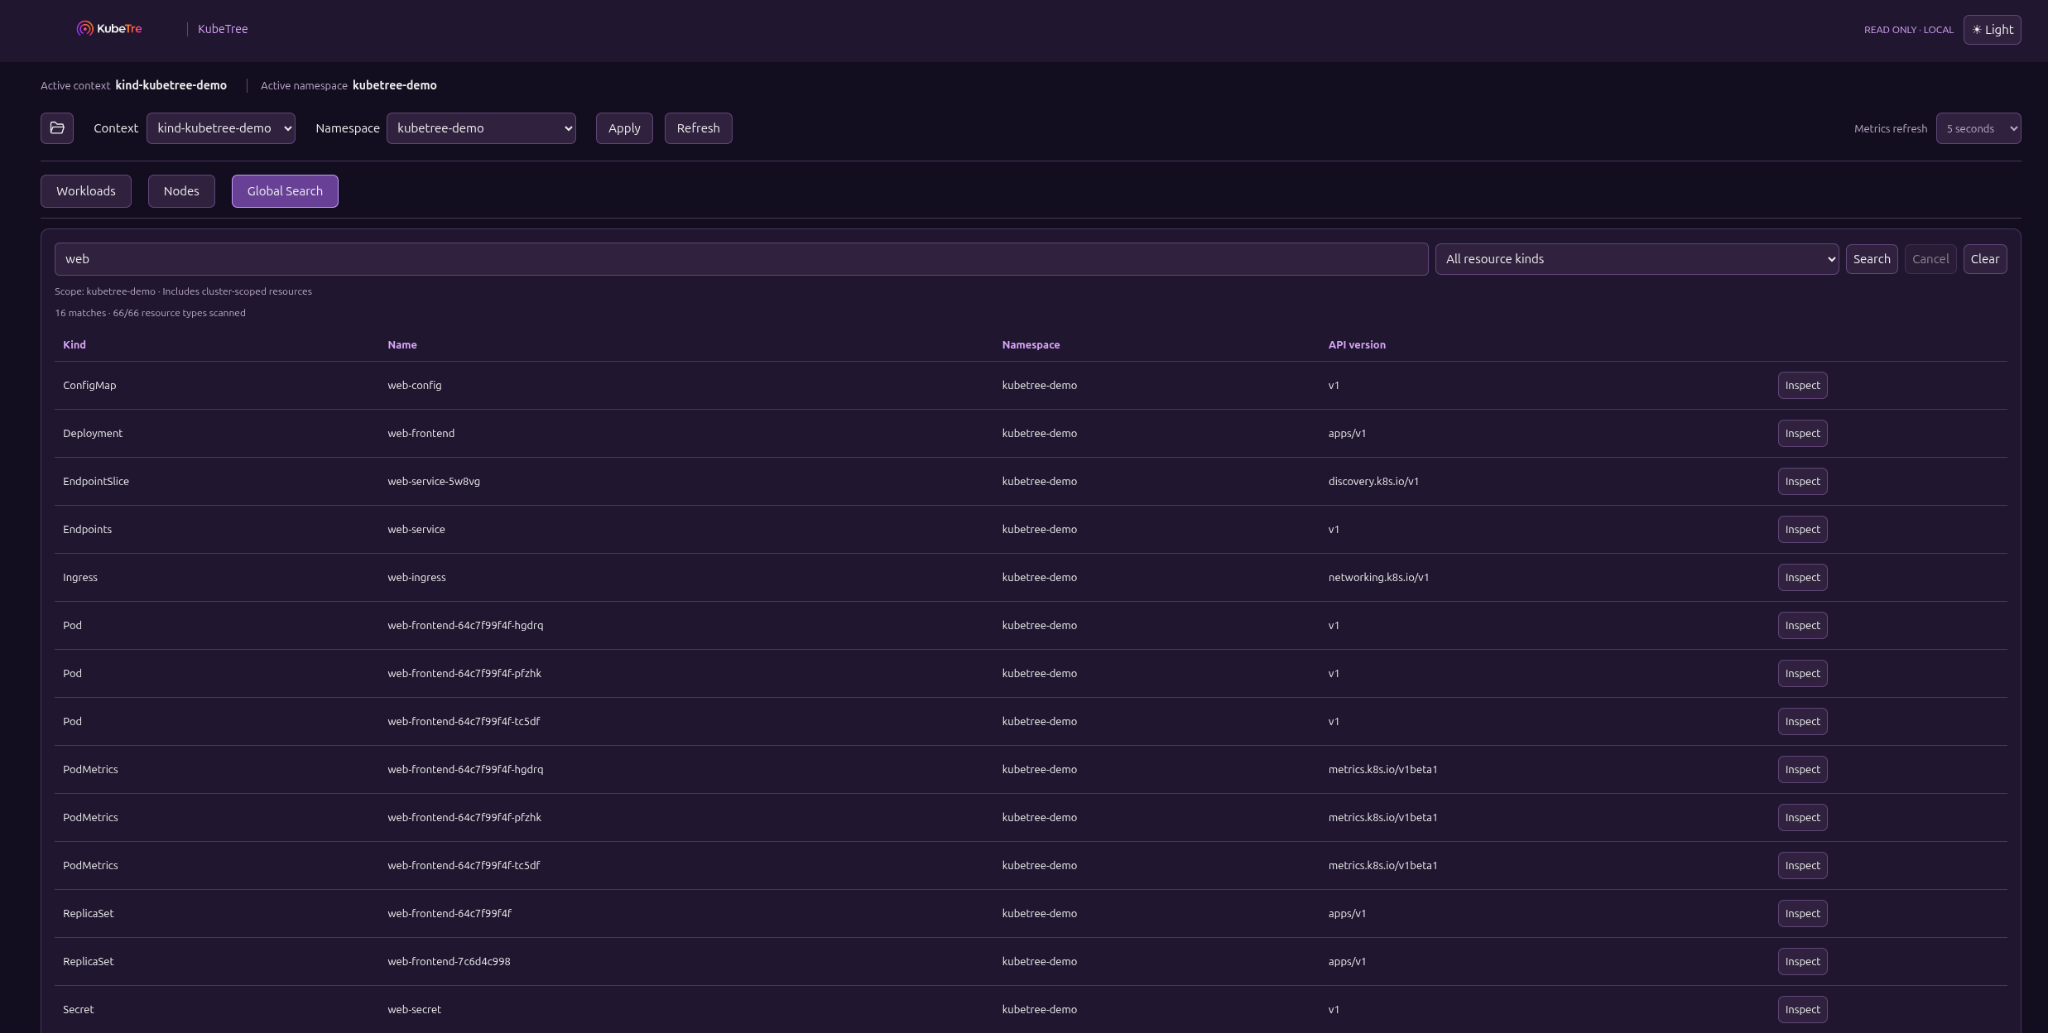 KubeTre KubeTree READ ONLY · LOCAL ☀ Light
Active context kind-kubetree-demo Active namespace kubetree-demo
Context kind-kubetree-demo Namespace kubetree-demo Apply Refresh Metrics refresh 5 seconds
Workloads Nodes Global Search
web All resource kinds Search Cancel Clear
Scope: kubetree-demo · Includes cluster-scoped resources
16 matches · 66/66 resource types scanned
Kind Name Namespace API version
ConfigMap web-config kubetree-demo v1 Inspect
Deployment web-frontend kubetree-demo apps/v1 Inspect
EndpointSlice web-service-5w8vg kubetree-demo discovery.k8s.io/v1 Inspect
Endpoints web-service kubetree-demo v1 Inspect
Ingress web-ingress kubetree-demo networking.k8s.io/v1 Inspect
Pod web-frontend-64c7f99f4f-hgdrq kubetree-demo v1 Inspect
Pod web-frontend-64c7f99f4f-pfzhk kubetree-demo v1 Inspect
Pod web-frontend-64c7f99f4f-tc5df kubetree-demo v1 Inspect
PodMetrics web-frontend-64c7f99f4f-hgdrq kubetree-demo metrics.k8s.io/v1beta1 Inspect
PodMetrics web-frontend-64c7f99f4f-pfzhk kubetree-demo metrics.k8s.io/v1beta1 Inspect
PodMetrics web-frontend-64c7f99f4f-tc5df kubetree-demo metrics.k8s.io/v1beta1 Inspect
ReplicaSet web-frontend-64c7f99f4f kubetree-demo apps/v1 Inspect
ReplicaSet web-frontend-7c6d4c998 kubetree-demo apps/v1 Inspect
Secret web-secret kubetree-demo v1 Inspect